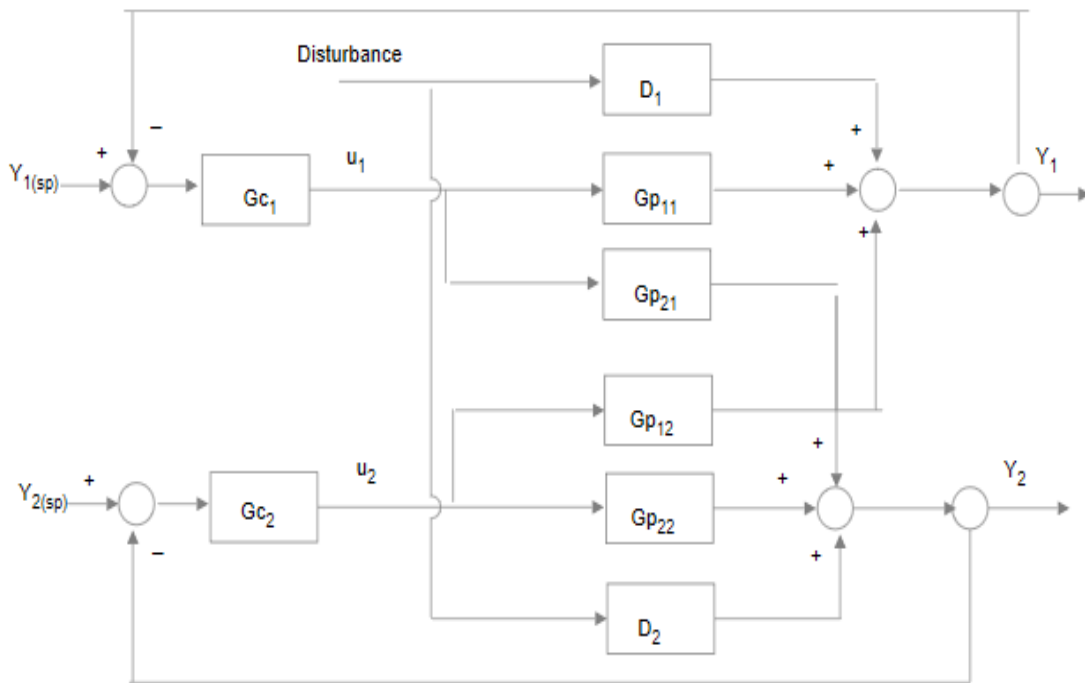 Disturbance
D1
–
+
+
Y1(sp)
Gc1
u1
+
Gp11
Y1
+
Gp21
Gp12
+
Y2(sp)
+
Gc2
u2
Gp22
+
Y2
–
+
D2